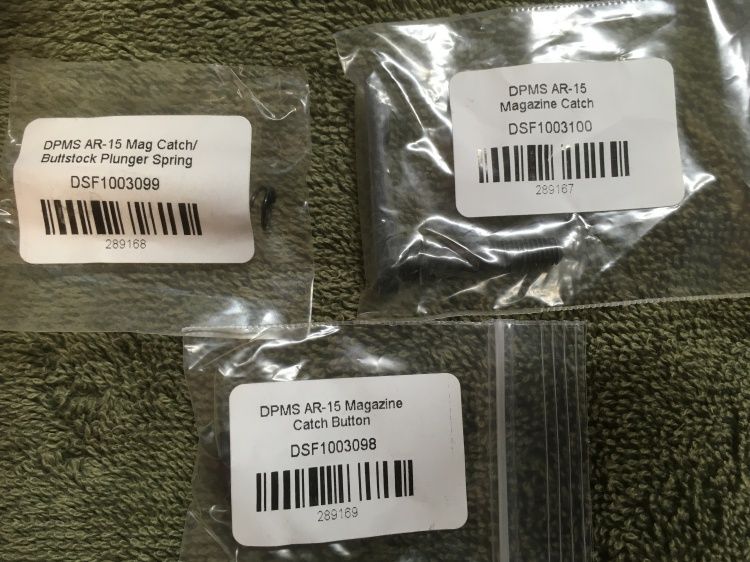 DPMS AR-15 Mag Catch/
Buttstock Plunger Spring
DSF1003099
289168
DPMS AR-15
Magazine Catch
DSF1003100
289167
DPMS AR-15 Magazine
Catch Button
DSF1003098
289169